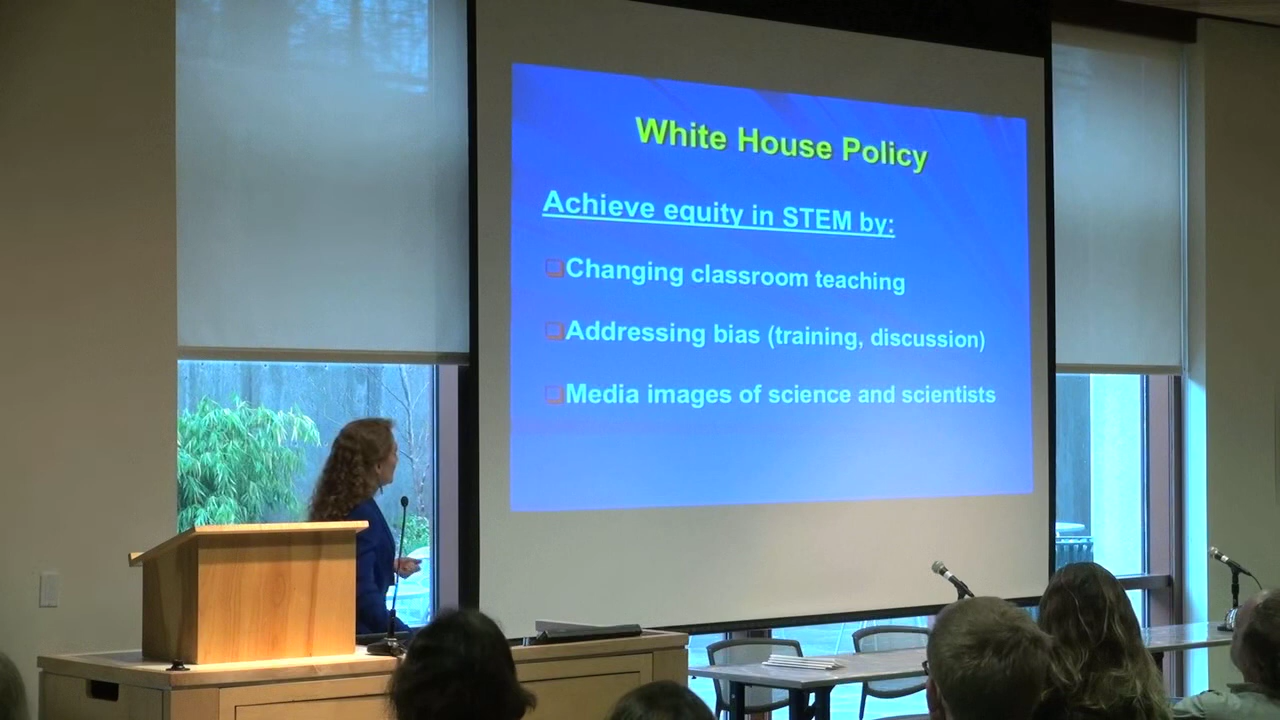 White House Policy
Achieve equity in STEM by:
❑Changing classroom teaching
❑Addressing bias (training, discussion)
❑Media images of science and scientists